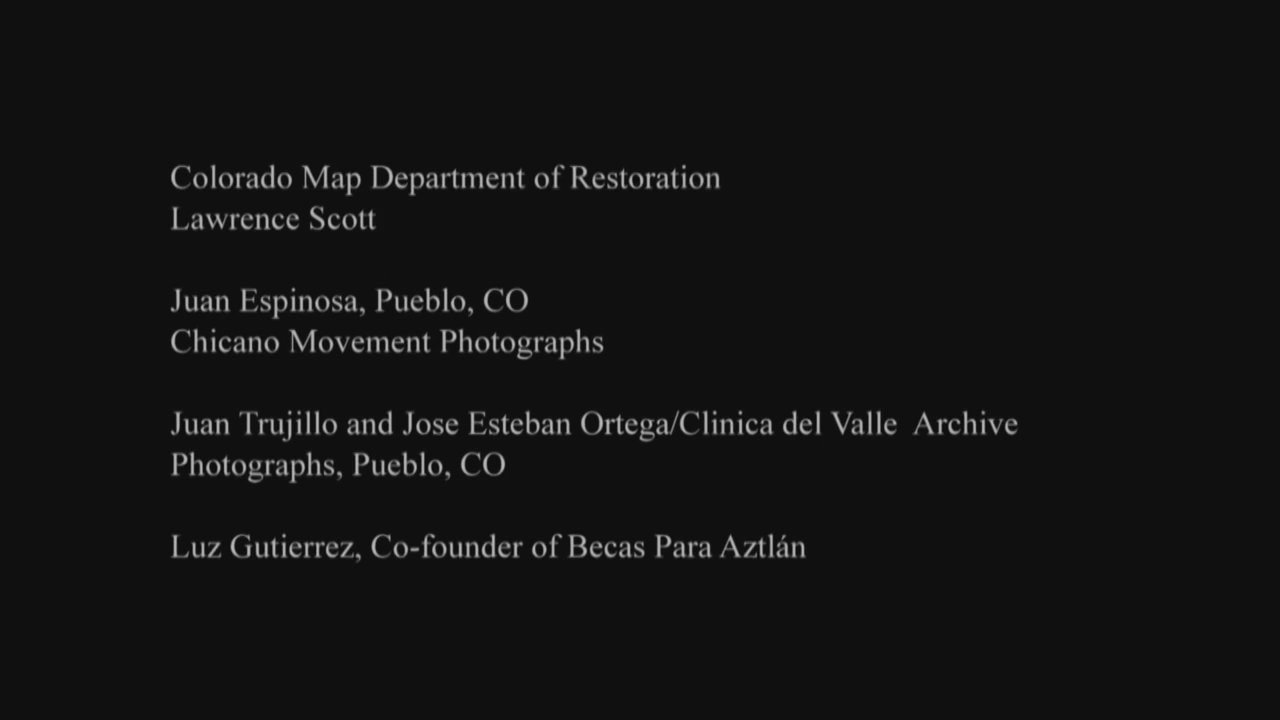 Colorado Map Department of Restoration
Lawrence Scott
Juan Espinosa, Pueblo, CO
Chicano Movement Photographs
Juan Trujillo and Jose Esteban Ortega/Clinica del Valle  Archive
Photographs, Pueblo, CO
Luz Gutierrez, Co-founder of Becas Para Aztlán